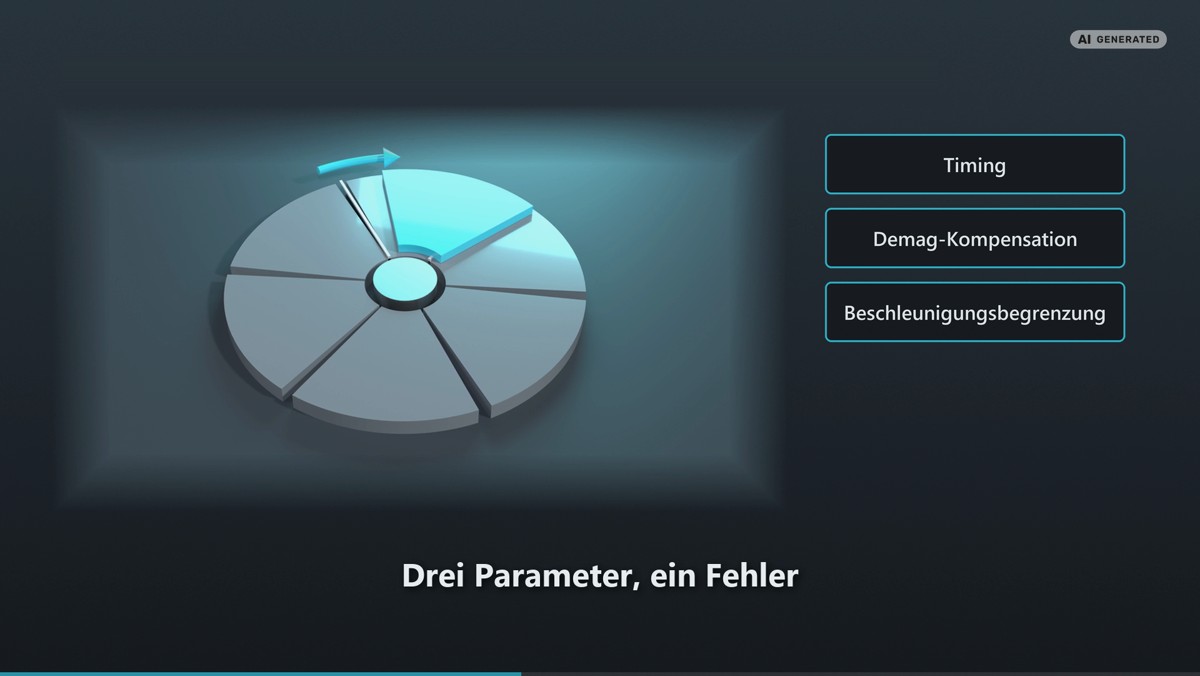 AI GENERATED
Timing
Demag-Kompensation
Beschleunigungsbegrenzung
Drei Parameter, ein Fehler